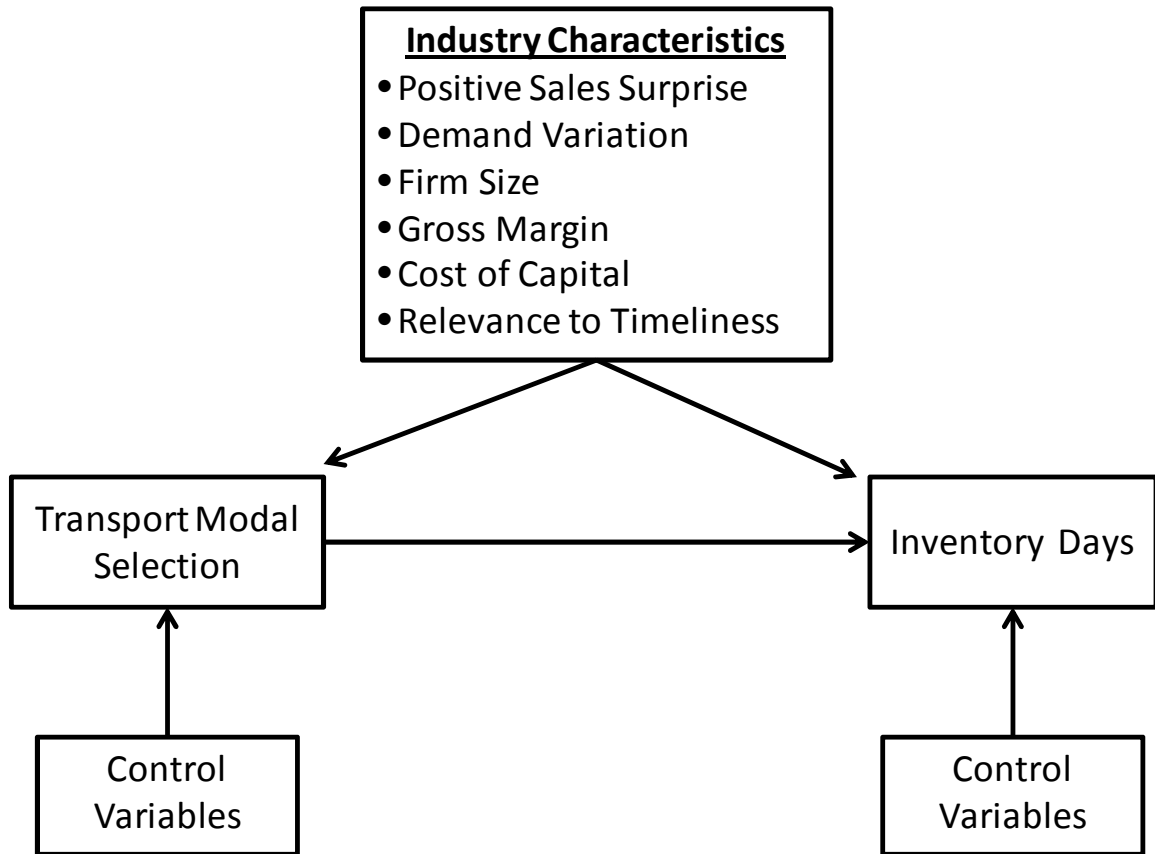 Industry Characteristics
•Positive Sales Surprise
•Demand Variation
•Firm Size
•Gross Margin
•Cost of Capital
•Relevance to Timeliness
Transport Modal
Selection
Inventory Days
Control
Variables
Control
Variables